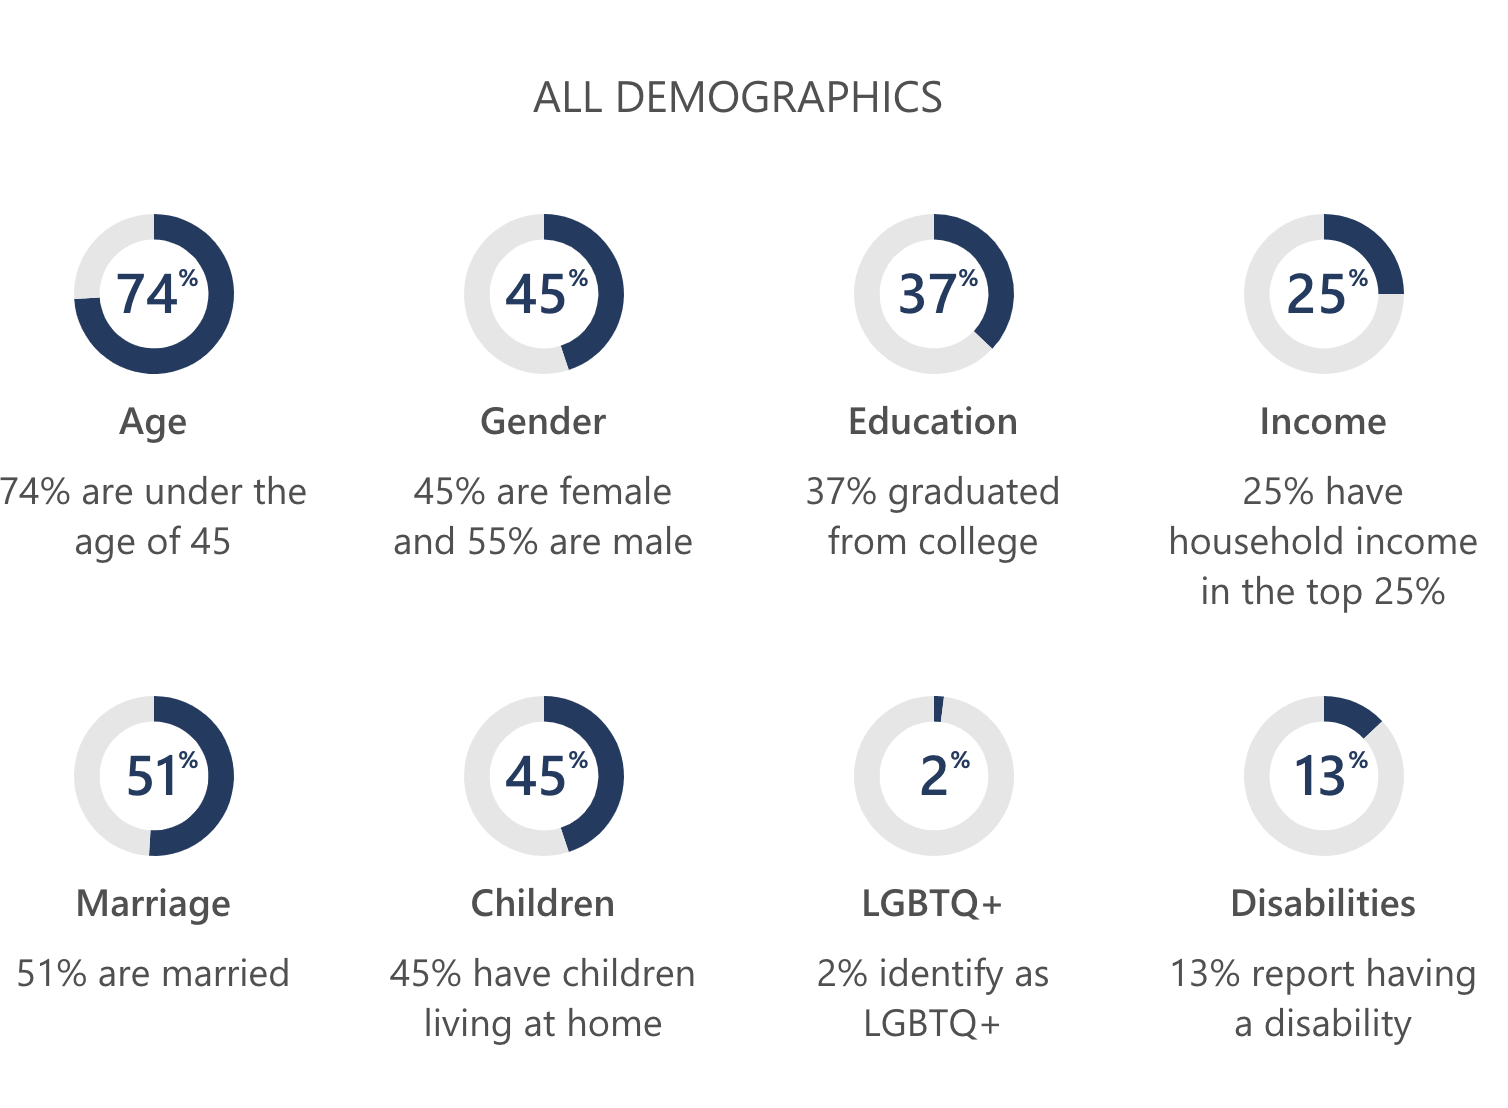 ALL DEMOGRAPHICS
74%
45%
37%
25%
Age
Gender
Education
Income
74% are under the
age of 45
45% are female
and 55% are male
37% graduated
from college
25% have
household income
in the top 25%
51%
45%
2%
13%
Marriage
Children
LGBTQ+
Disabilities
51% are married
45% have children
living at home
2% identify as
LGBTQ+
13% report having
a disability